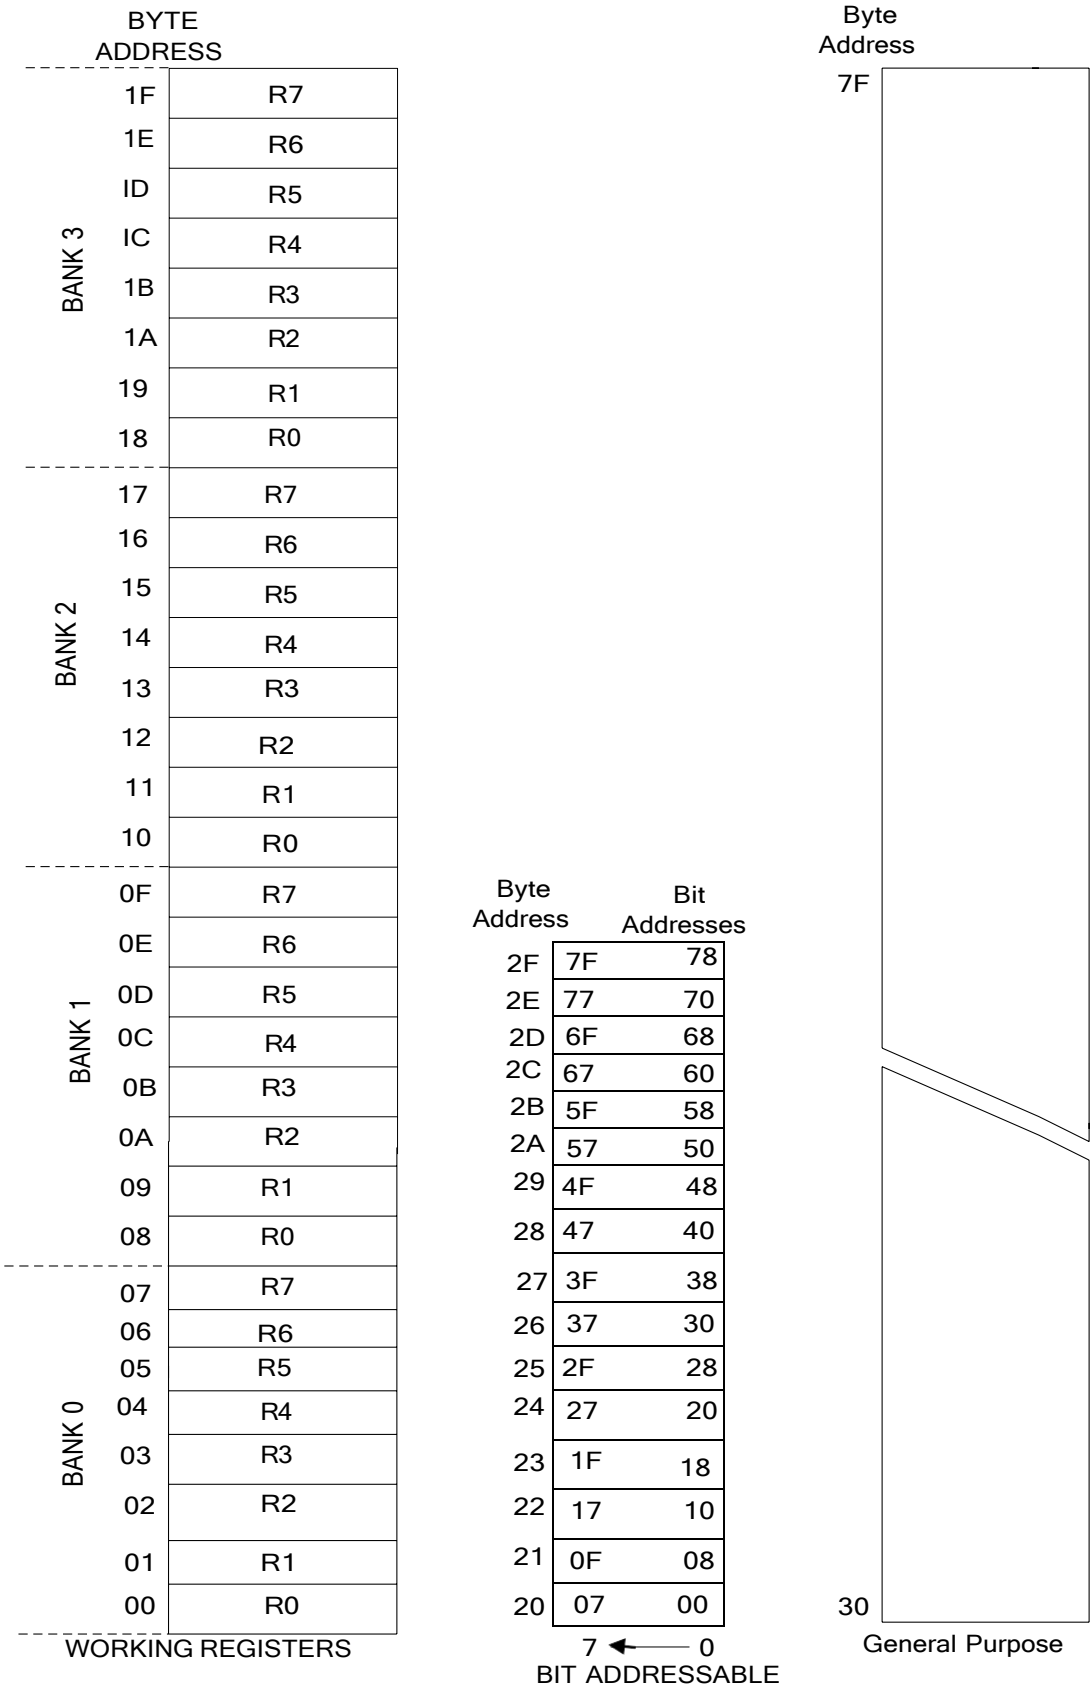 BYTE
ADDRESS
1F R7
1E R6
ID R5
IC R4
1B R3
1A R2
19 R1
18 R0
BANK 3
17 R7
16 R6
15 R5
14 R4
13 R3
12 R2
11 R1
10 R0
BANK 2
0F R7
0E R6
0D R5
0C R4
0B R3
0A R2
09 R1
08 R0
BANK 1
07 R7
06 R6
05 R5
04 R4
03 R3
02 R2
01 R1
00 R0
BANK 0
WORKING REGISTERS
Byte
Address
Bit
Addresses
2F 7F 78
2E 77 70
2D 6F 68
2C 67 60
2B 5F 58
2A 57 50
29 4F 48
28 47 40
27 3F 38
26 37 30
25 2F 28
24 27 20
23 1F 18
22 17 10
21 0F 08
20 07 00
7 0
BIT ADDRESSABLE
Byte
Address
7F
30
General Purpose